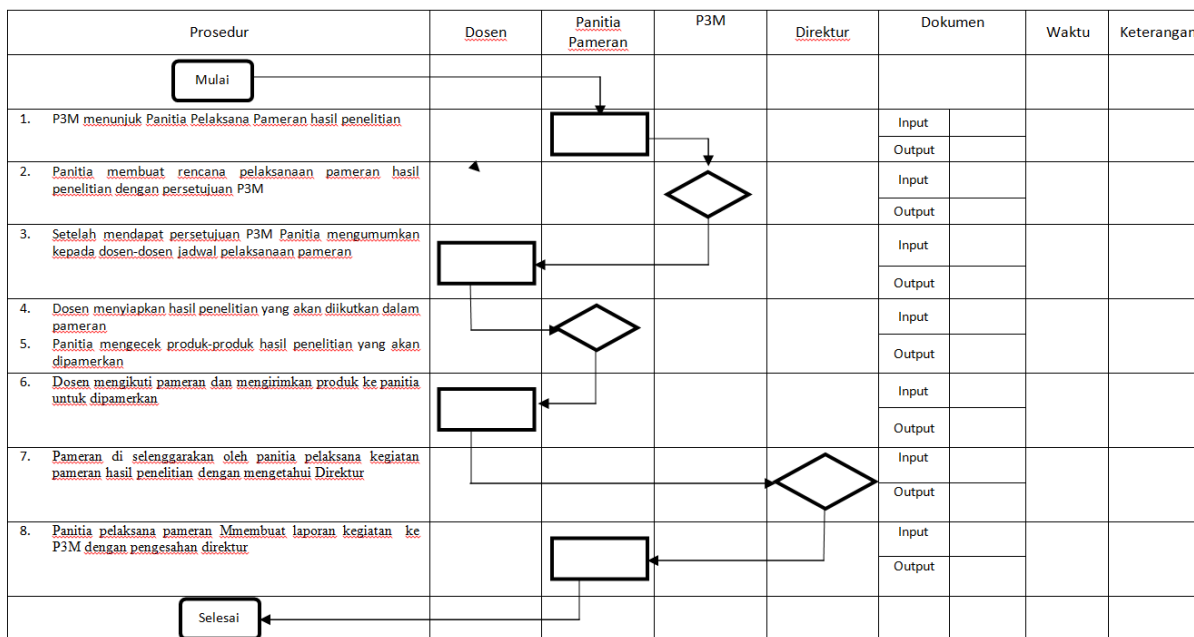 Prosedur Dosen Panitia Pameran P3M Direktur Dokumen Waktu Keterangan
Mulai
1. P3M menunjuk Panitia Pelaksana Pameran hasil penelitian
Input
Output
2. Panitia membuat rencana pelaksanaan pameran hasil
penelitian dengan persetujuan P3M
Input
Output
3. Setelah mendapat persetujuan P3M Panitia mengumumkan
kepada dosen-dosen jadwal pelaksanaan pameran
Input
Output
4. Dosen menyiapkan hasil penelitian yang akan diikutkan dalam
pameran
5. Panitia mengecek produk-produk hasil penelitian yang akan
dipamerkan
Input
Output
6. Dosen mengikuti pameran dan mengirimkan produk ke panitia
untuk dipamerkan
Input
Output
7. Pameran di selenggarakan oleh panitia pelaksana kegiatan
pameran hasil penelitian dengan mengetahui Direktur
Input
Output
8. Panitia pelaksana pameran Mmembuat laporan kegiatan ke
P3M dengan pengesahan direktur
Input
Output
Selesai